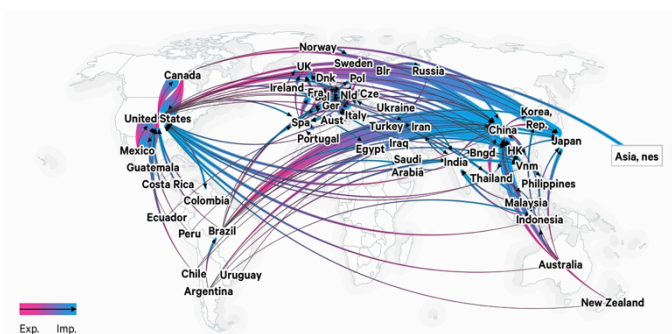 Norway
Canada
UK
Sweden
Blr
Russia
Dnk
Pol
Ireland
Fra
Nld
Cze
Ger
United States
Spa
Aust
Italy
Ukraine
Korea,
Rep.
China
Japan
Portugal
Turkey
Iran
Mexico
Egypt
Iraq
India
Bngd
HK
Asia, nes
Guatemala
Saudi
Arabia
Vnm
Costa Rica
Thailand
Philippines
Colombia
Malaysia
Ecuador
Indonesia
Peru
Brazil
Chile
Uruguay
Argentina
Australia
New Zealand
Exp.
Imp.